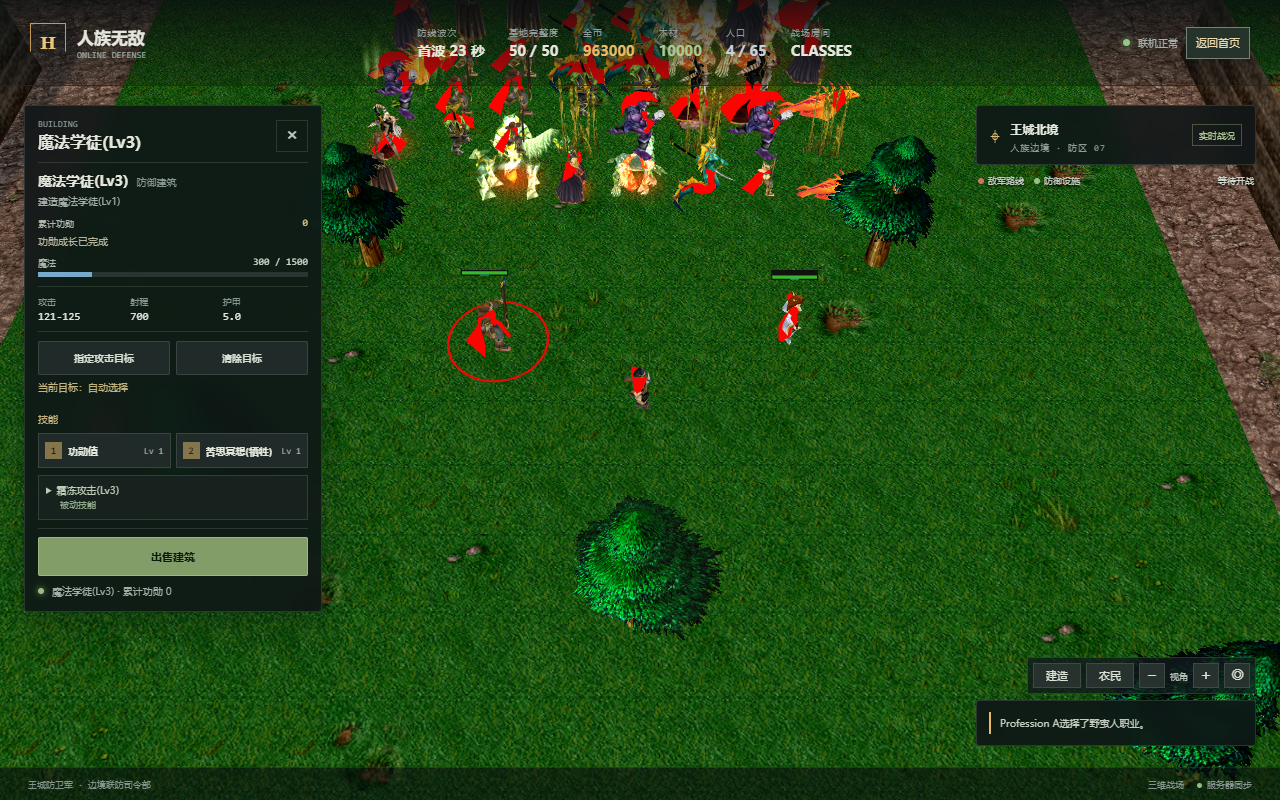 H
人族无敌
ONLINE DEFENSE
防线波次
首波 23 秒
基地完整度
50 / 50
金币
963000
木材
10000
人口
4 / 65
战场房间
CLASSES
联机正常
返回首页
BUILDING
魔法学徒(Lv3)
×
魔法学徒(Lv3) 防御建筑
建造魔法学徒(Lv1)
累计功勋 0
功勋成长已完成
魔法 300 / 1500
攻击 射程 护甲
121-125 700 5.0
指定攻击目标 清除目标
当前目标：自动选择
技能
1 功勋值 Lv 1
2 苦思冥想(牺牲) Lv 1
▶ 霜冻攻击(Lv3)
被动技能
出售建筑
魔法学徒(Lv3) · 累计功勋 0
王城北境
人族边境 · 防区 07
实时战况
敌军路线 防御设施 等待开战
建造 农民 − 视角 + ◎
Profession A选择了野蛮人职业。
王城防卫军 · 边境联防司令部
三维战场 服务器同步